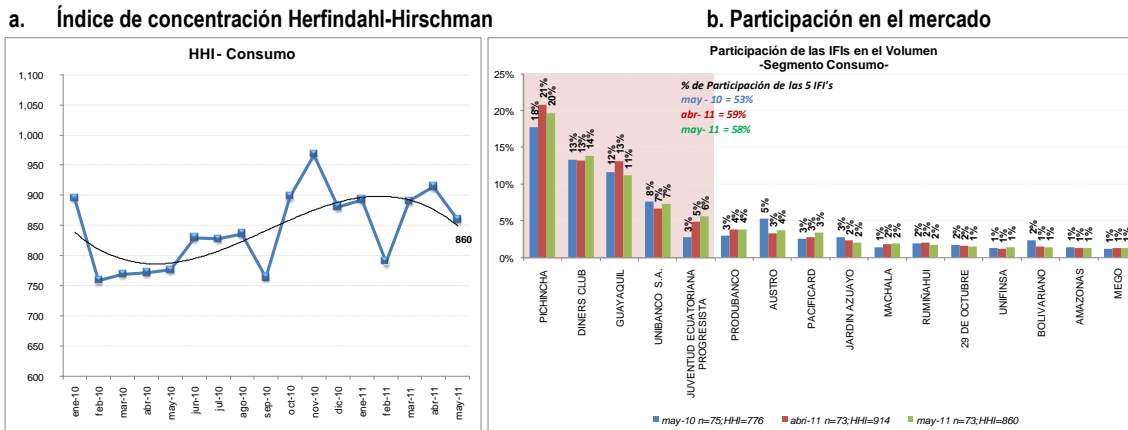 a. Índice de concentración Herfindahl-Hirschman
b. Participación en el mercado
HHI- Consumo
1,100
1,050
1,000
950
900
850
800
750
700
650
600
860
ene-10
feb-10
mar-10
abr-10
may-10
jun-10
jul-10
ago-10
sep-10
oct-10
nov-10
dic-10
ene-11
feb-11
mar-11
abr-11
may-11
Participación de las IFIs en el Volumen
-Segmento Consumo-
% de Participación de las 5 IFI's
may - 10 = 53%
abr- 11 = 59%
may- 11 = 58%
25%
20%
15%
10%
5%
0%
18% 21% 20%
13% 13% 14%
12% 13% 11%
8% 7% 7%
3% 5% 6%
3% 4% 4%
5% 3% 4%
3% 3% 3%
3% 2% 2%
1% 2% 2%
2% 2% 2%
2% 2% 1%
1% 1% 1%
2% 1% 1%
1% 1% 1%
1% 1% 1%
PICHINCHA
DINERS CLUB
GUAYAQUIL
UNIBANCO S.A.
JUVENTUD ECUATORIANA
PROGRESISTA
PRODUBANCO
AUSTRO
PACIFICARD
JARDIN AZUAYO
MACHALA
RUMIÑAHUI
29 DE OCTUBRE
UNIFINSA
BOLIVARIANO
AMAZONAS
MEGO
may-10 n=75;HHI=776
abri-11 n=73;HHI=914
may-11 n=73;HHI=860